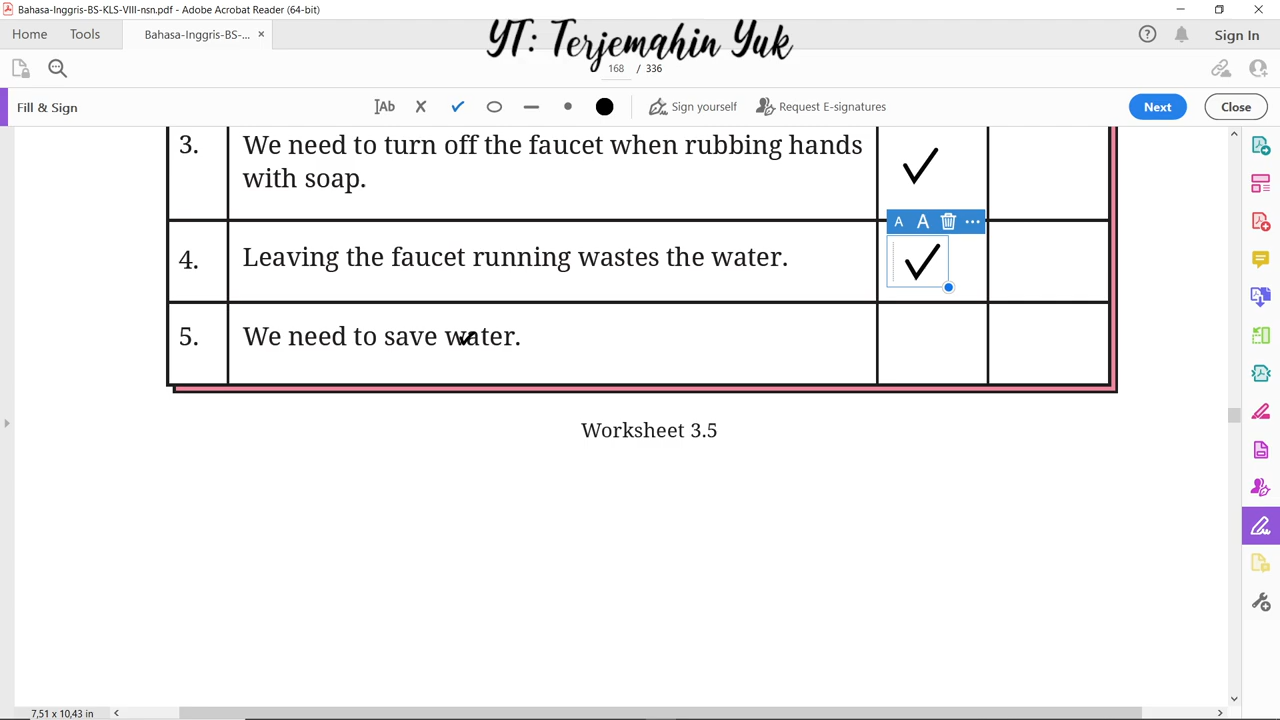 Bahasa-Inggris-BS-KLS-VIII-nsn.pdf - Adobe Acrobat Reader (64-bit)
Home Tools Bahasa-Inggris-BS-... × Sign In
YT: Terjemahin Yuk
168 / 336
Fill & Sign Ab Sign yourself Request E-signatures Next Close
3. We need to turn off the faucet when rubbing hands
with soap.
A A
4. Leaving the faucet running wastes the water.
5. We need to save water.
Worksheet 3.5
7,51 x 10,43 in